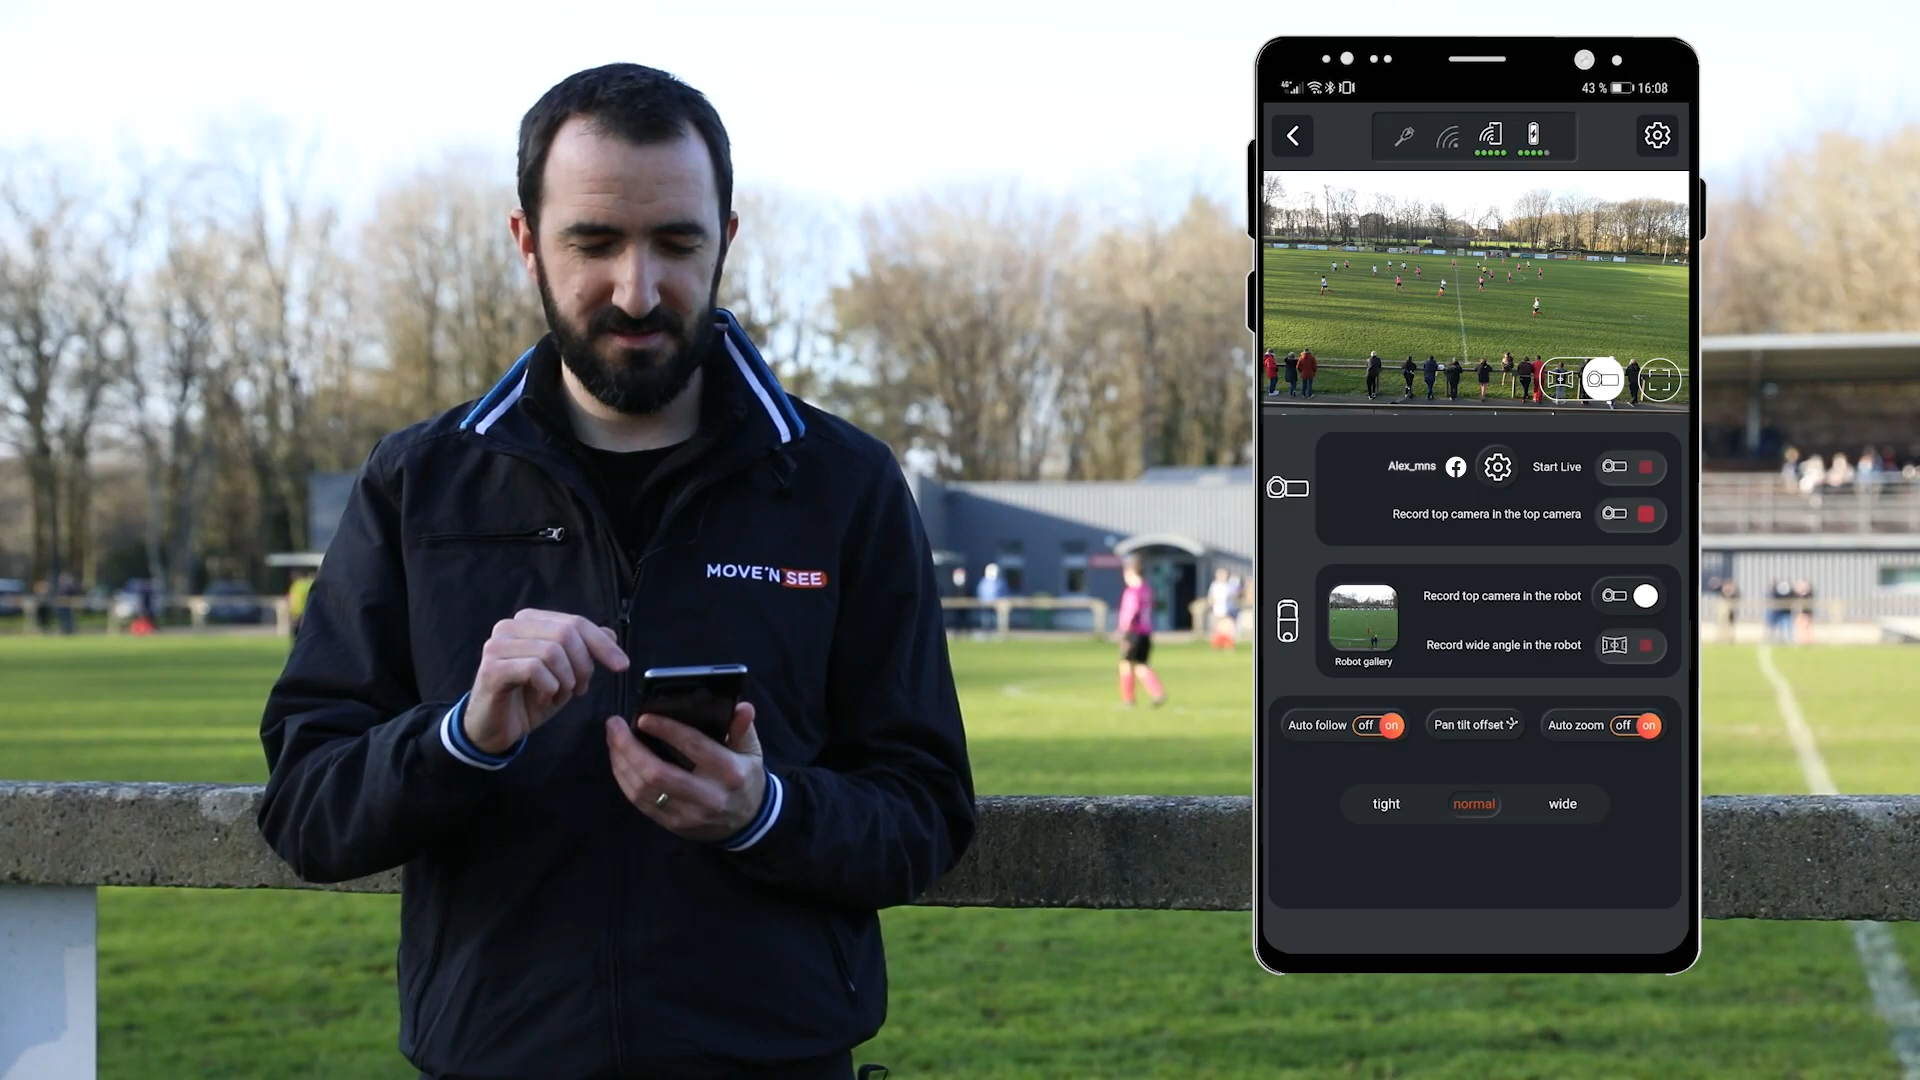 MOVE'N SEE
4G
43 % 16:08
Alex_mns Start Live
Record top camera in the top camera
Record top camera in the robot
Record wide angle in the robot
Robot gallery
Auto follow off on Pan tilt offset Auto zoom off on
tight normal wide